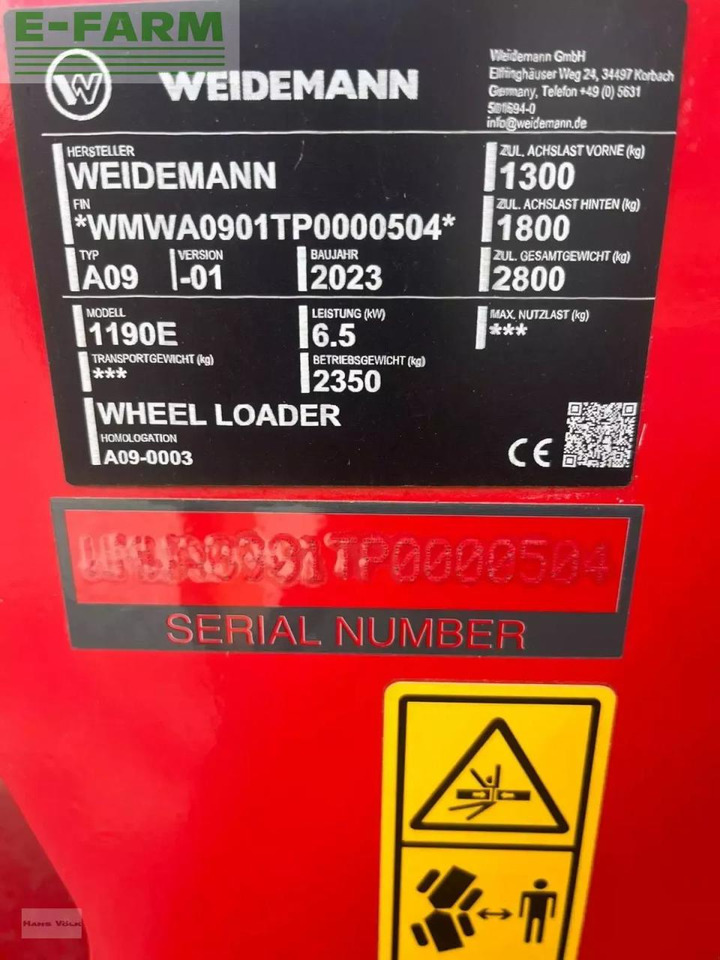 E-FARM
WEIDEMANN
Weidemann GmbH
Elfringhäuser Weg 24, 34497 Korbach
Germany, Telefon +49 (0) 5631
501694-0
info@weidemann.de
HERSTELLER
WEIDEMANN
FIN
*WMWA0901TP0000504*
TYP
A09
VERSION
-01
BAUJAHR
2023
ZUL. ACHSLAST VORNE (kg)
1300
ZUL. ACHSLAST HINTEN (kg)
1800
ZUL. GESAMTGEWICHT (kg)
2800
MODELL
1190E
LEISTUNG (kW)
6.5
MAX. NUTZLAST (kg)
***
TRANSPORTGEWICHT (kg)
***
BETRIEBSGEWICHT (kg)
2350
WHEEL LOADER
HOMOLOGATION
A09-0003
CE
WMWA0901TP0000504
SERIAL NUMBER
HANS VÖLK